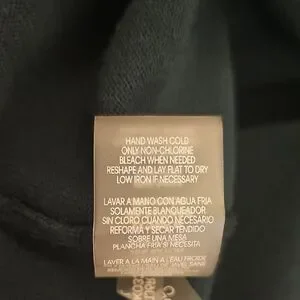 HAND WASH COLD
ONLY NON-CHLORINE
BLEACH WHEN NEEDED
RESHAPE AND LAY FLAT TO DRY
LOW IRON IF NECESSARY
LAVAR A MANO CON AGUA FRIA
SOLAMENTE BLANQUEADOR
SIN CLORO CUANDO NECESARIO
REFORMA Y SECAR TENDIDO
SOBRE UNA MESA
PLANCHA FRIA SI NECESARIO
LAVER A LA MAIN A L'EAU FROIDE